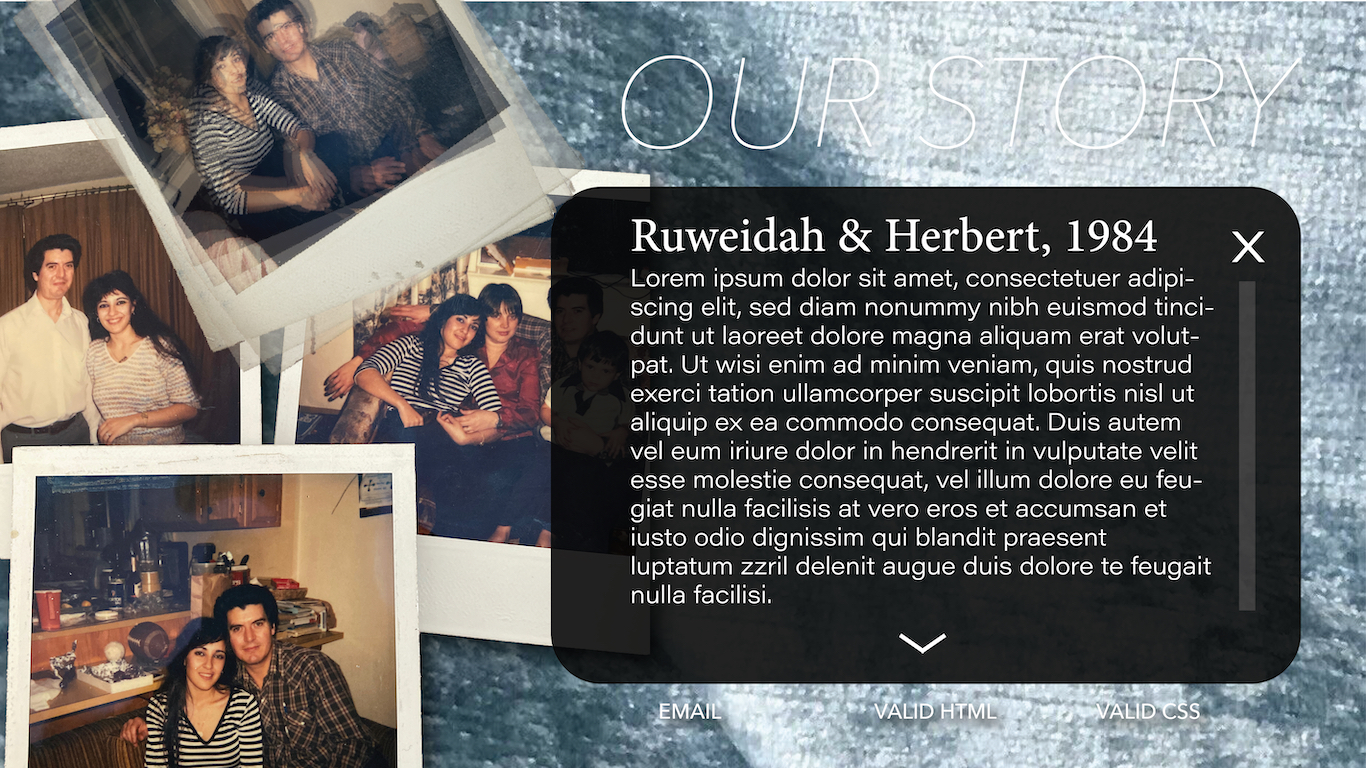 OUR STORY
Ruweidah & Herbert, 1984
Lorem ipsum dolor sit amet, consectetuer adipi-
scing elit, sed diam nonummy nibh euismod tinci-
dunt ut laoreet dolore magna aliquam erat volut-
pat. Ut wisi enim ad minim veniam, quis nostrud
exerci tation ullamcorper suscipit lobortis nisl ut
aliquip ex ea commodo consequat. Duis autem
vel eum iriure dolor in hendrerit in vulputate velit
esse molestie consequat, vel illum dolore eu feu-
giat nulla facilisis at vero eros et accumsan et
iusto odio dignissim qui blandit praesent
luptatum zzril delenit augue duis dolore te feugait
nulla facilisi.
EMAIL VALID HTML VALID CSS